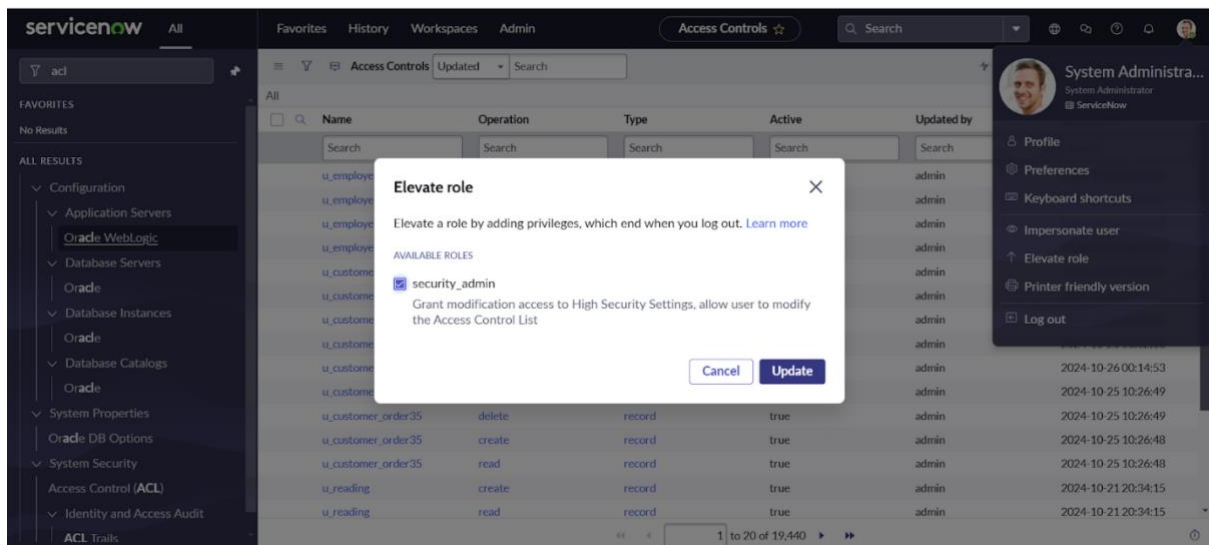 servicenow All Favorites History Workspaces Admin Access Controls ☆ Search
acl
FAVORITES
No Results
ALL RESULTS
Configuration
Application Servers
Oracle WebLogic
Database Servers
Oracle
Database Instances
Oracle
Database Catalogs
Oracle
System Properties
Oracle DB Options
System Security
Access Control (ACL)
Identity and Access Audit
ACL Trails
Access Controls Updated Search
All
Name Operation Type Active Updated by
Search Search Search Search Search
u_employe admin
u_employe admin
u_employe admin
u_employe admin
u_custome admin
u_custome admin
u_custome admin
u_custome admin
u_custome admin 2024-10-26 00:14:53
u_custome admin 2024-10-25 10:26:49
u_customer_order35 delete record true admin 2024-10-25 10:26:49
u_customer_order35 create record true admin 2024-10-25 10:26:48
u_customer_order35 read record true admin 2024-10-25 10:26:48
u_reading create record true admin 2024-10-21 20:34:15
u_reading read record true admin 2024-10-21 20:34:15
1 to 20 of 19,440
Elevate role
Elevate a role by adding privileges, which end when you log out. Learn more
AVAILABLE ROLES
security_admin
Grant modification access to High Security Settings, allow user to modify
the Access Control List
Cancel Update
System Administra...
System Administrator
ServiceNow
Profile
Preferences
Keyboard shortcuts
Impersonate user
Elevate role
Printer friendly version
Log out